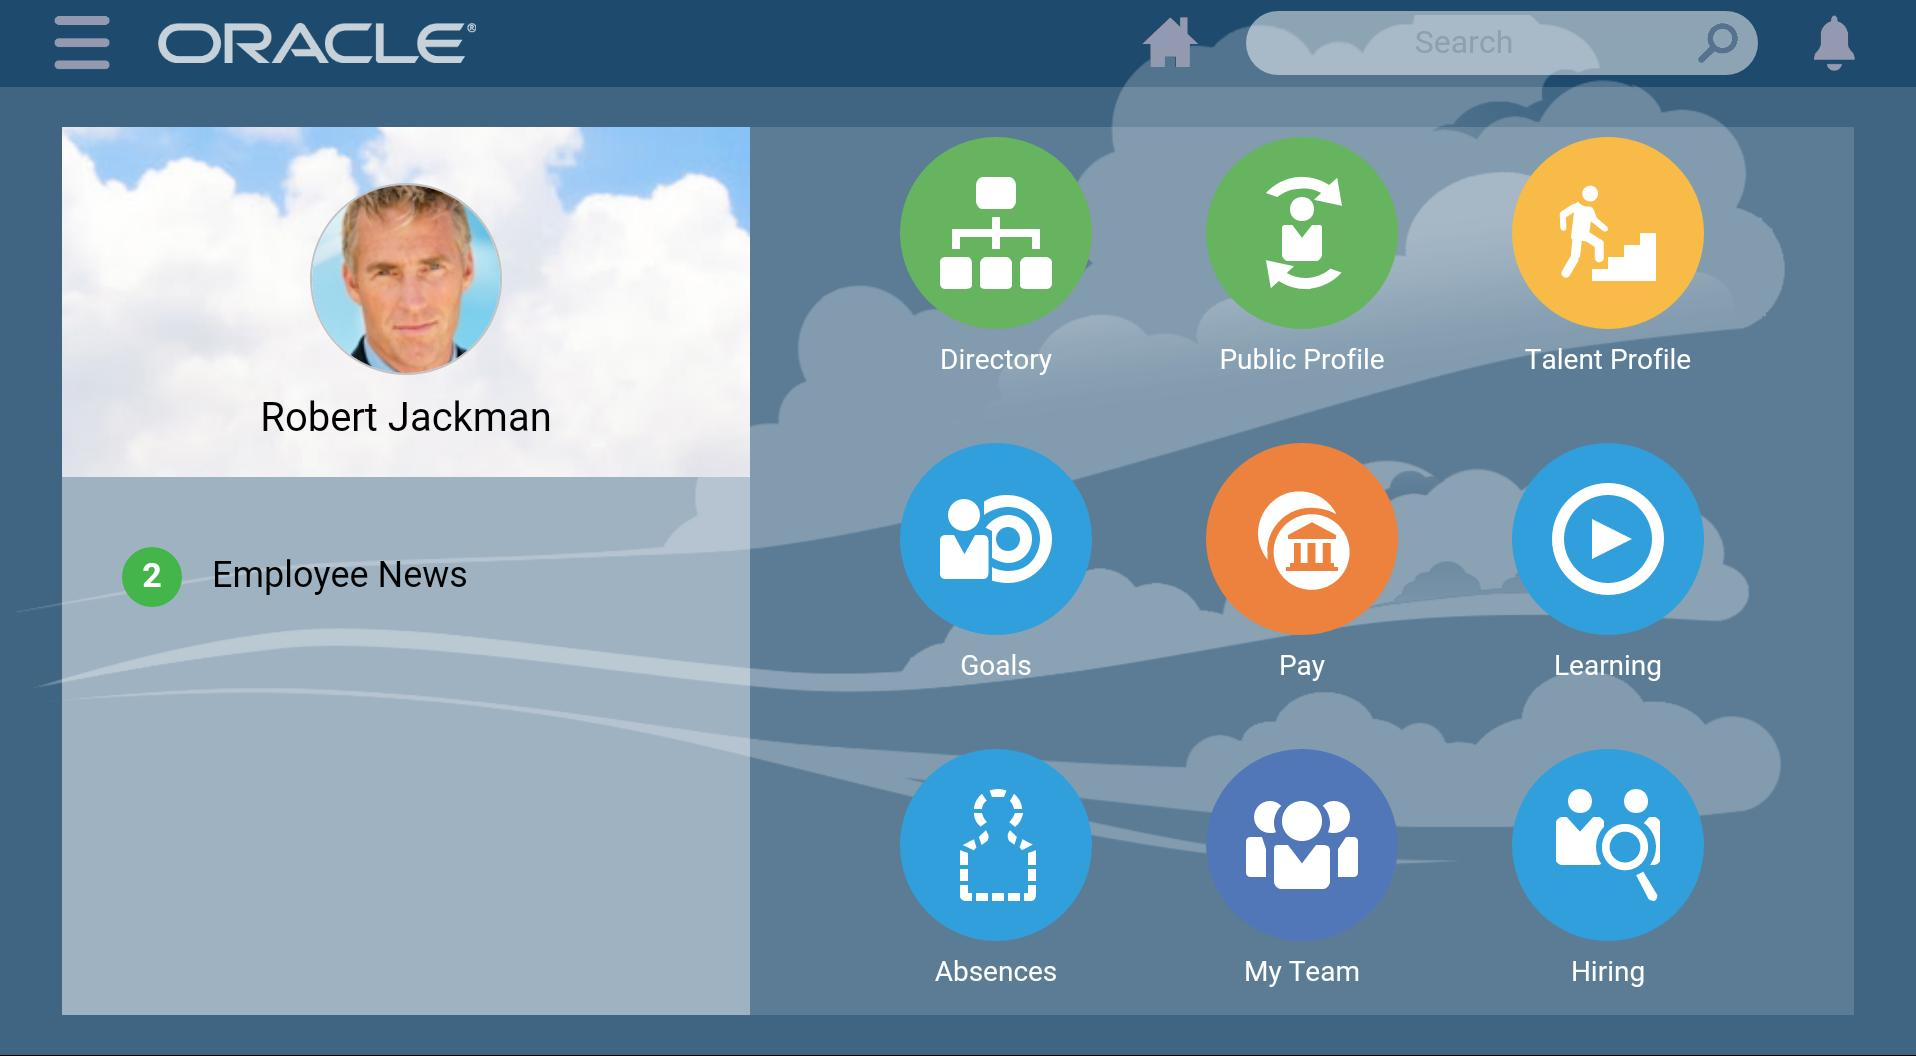 ORACLE®
Search
Robert Jackman
2 Employee News
Directory
Public Profile
Talent Profile
Goals
Pay
Learning
Absences
My Team
Hiring